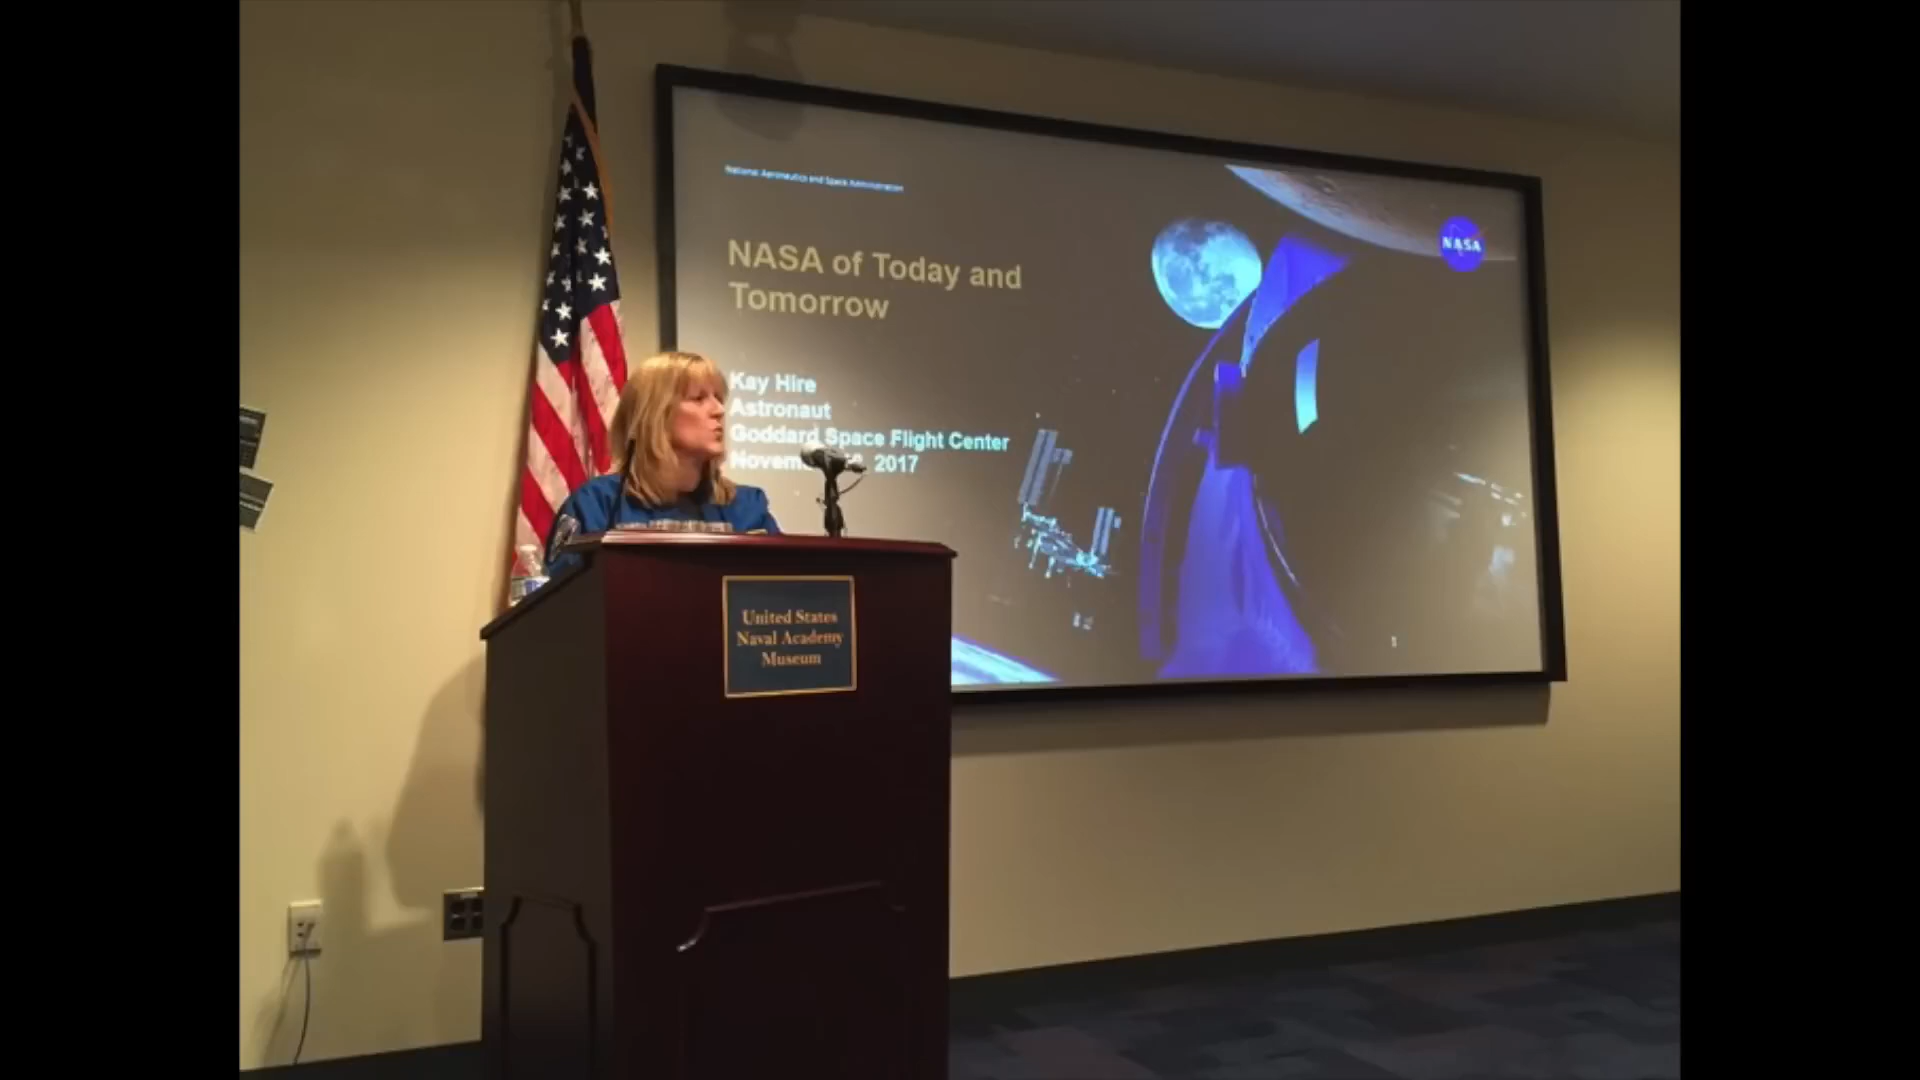 National Aeronautics and Space Administration
NASA of Today and
Tomorrow
NASA
Kay Hire
Astronaut
Goddard Space Flight Center
2017
1
United States
Naval Academy
Museum